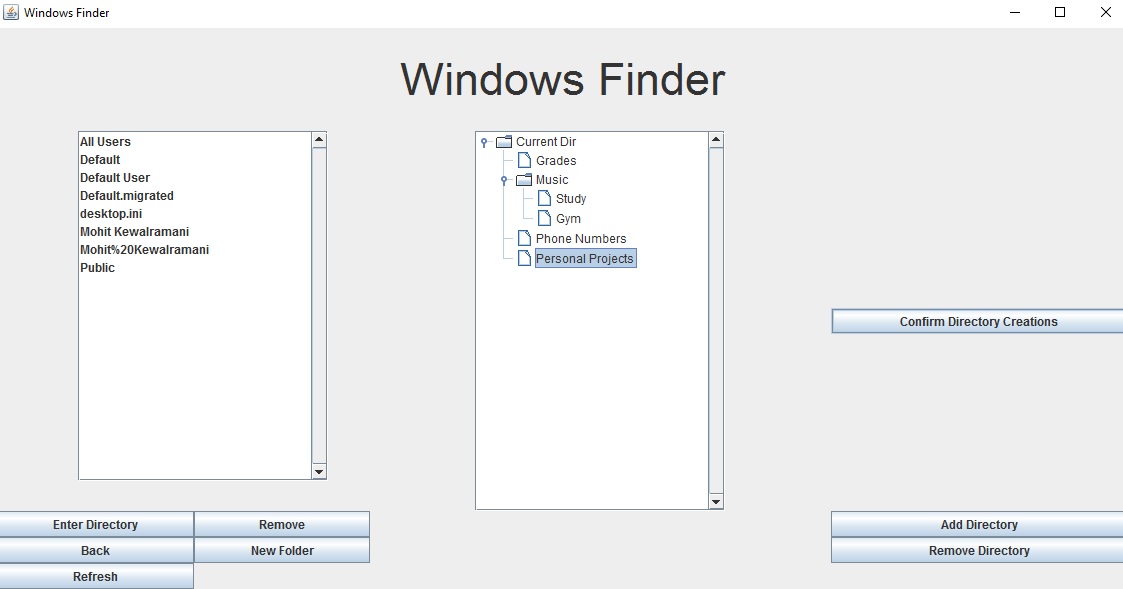 Windows Finder
Windows Finder
All Users
Default
Default User
Default.migrated
desktop.ini
Mohit Kewalramani
Mohit%20Kewalramani
Public
Current Dir
Grades
Music
Study
Gym
Phone Numbers
Personal Projects
Confirm Directory Creations
Enter Directory
Remove
Back
New Folder
Refresh
Add Directory
Remove Directory